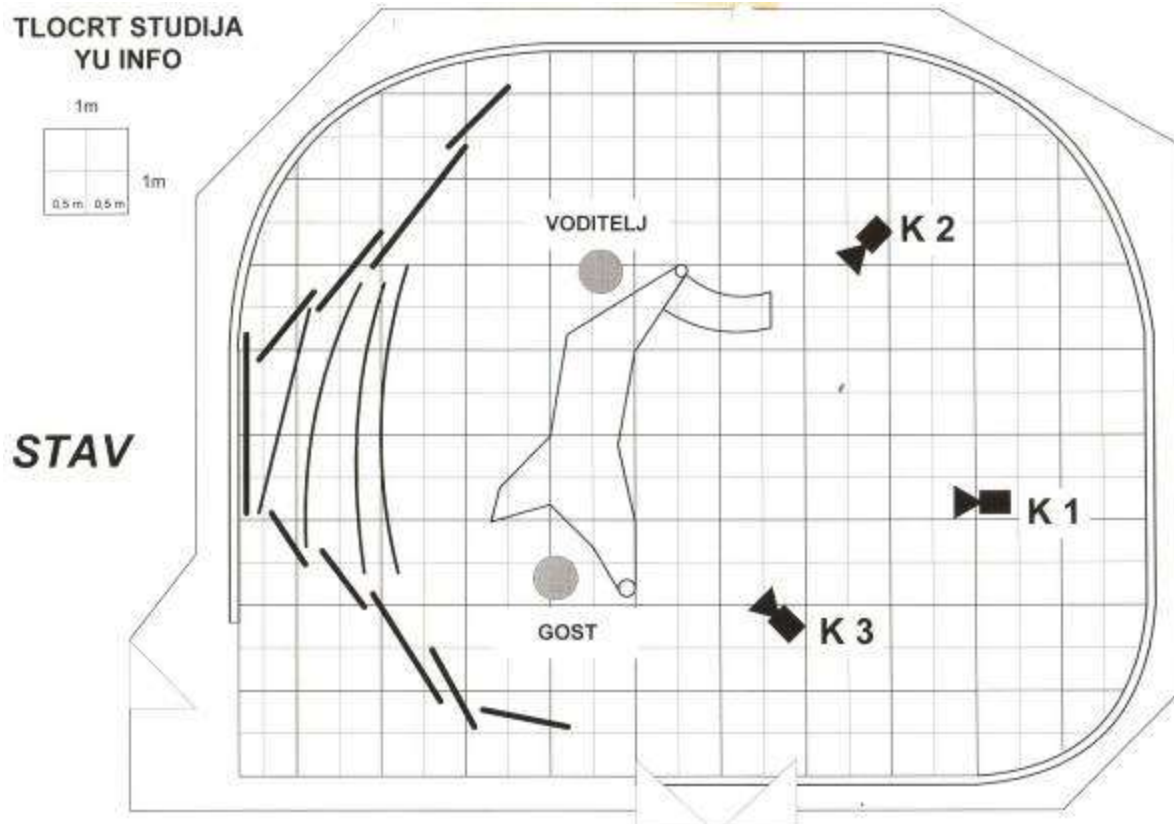 TLOCRT STUDIJA
YU INFO
1m
1m
0,5 m 0,5 m
VODITELJ
K 2
STAV
K 1
GOST
K 3